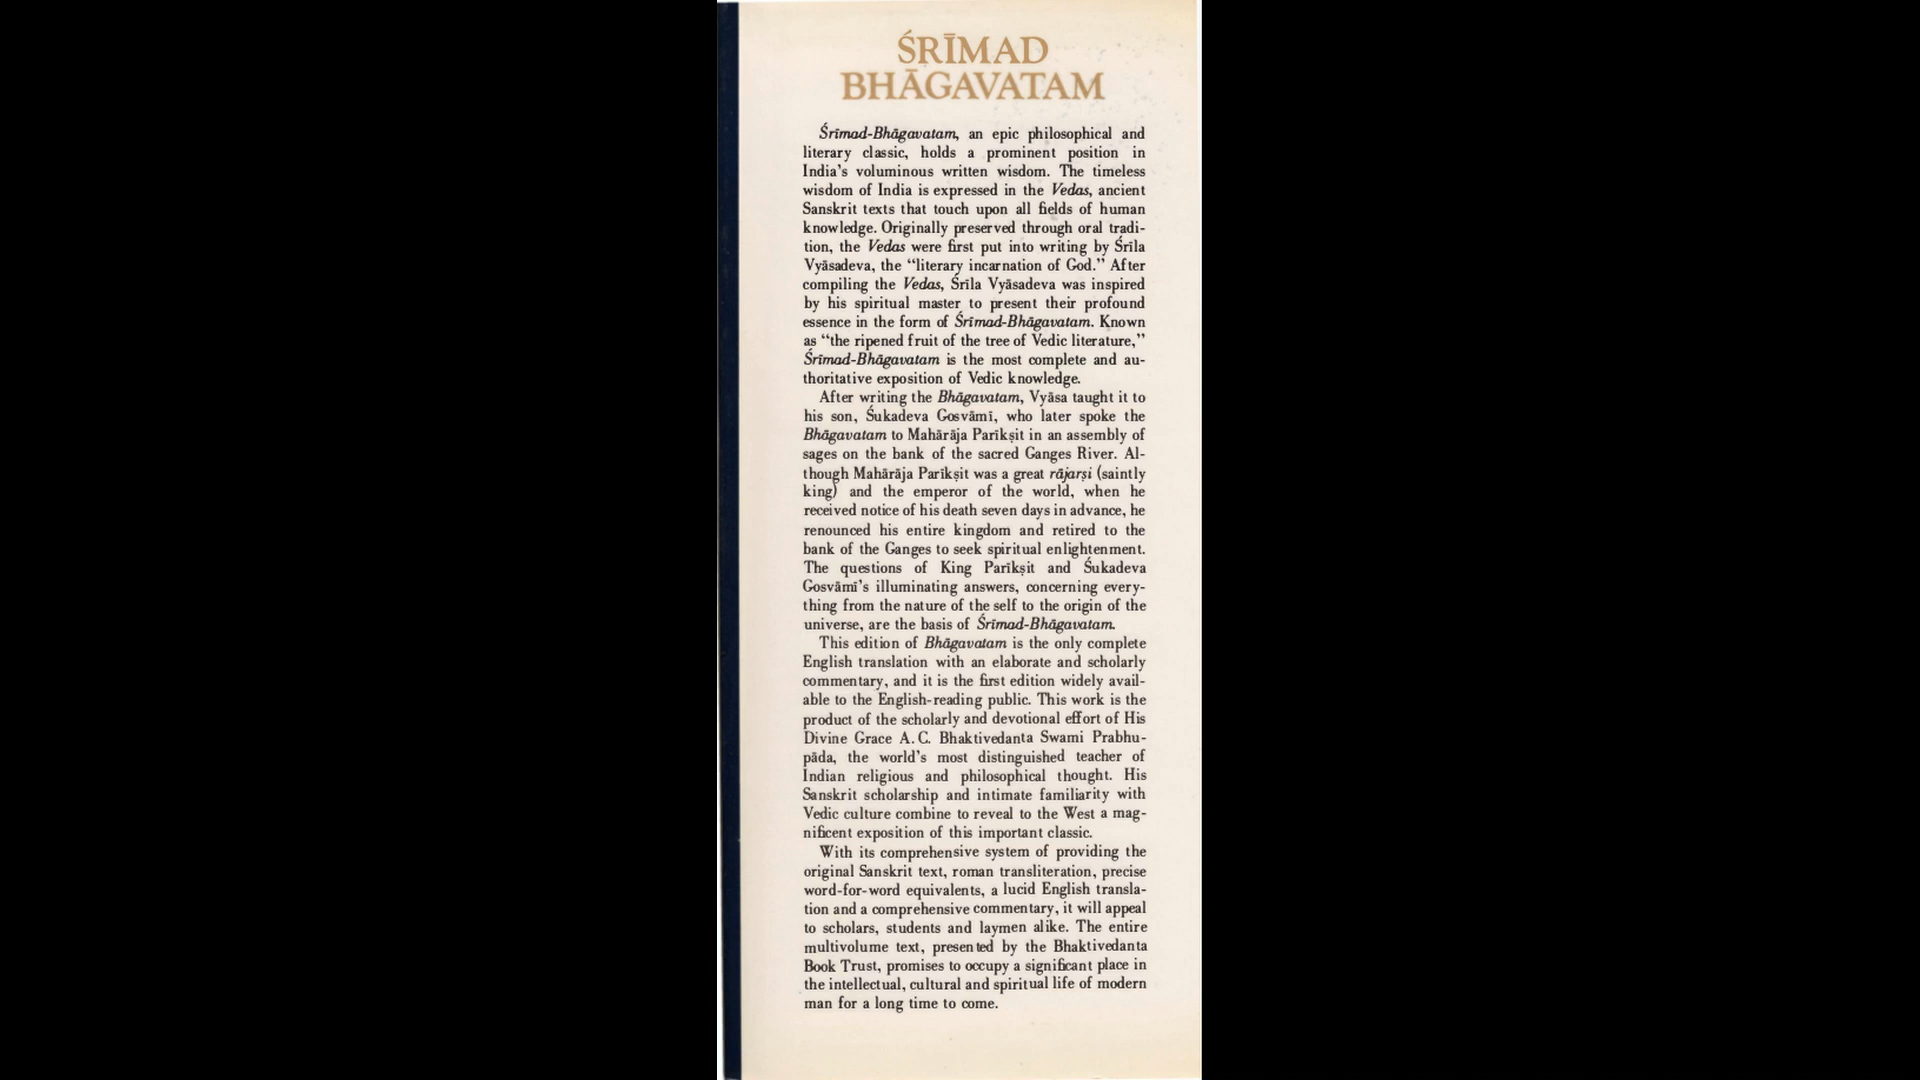 ŚRĪMAD
BHĀGAVATAM
Śrīmad-Bhāgavatam, an epic philosophical and
literary classic, holds a prominent position in
India's voluminous written wisdom. The timeless
wisdom of India is expressed in the Vedas, ancient
Sanskrit texts that touch upon all fields of human
knowledge. Originally preserved through oral tradi-
tion, the Vedas were first put into writing by Śrīla
Vyāsadeva, the “literary incarnation of God.” After
compiling the Vedas, Śrīla Vyāsadeva was inspired
by his spiritual master to present their profound
essence in the form of Śrīmad-Bhāgavatam. Known
as “the ripened fruit of the tree of Vedic literature,”
Śrīmad-Bhāgavatam is the most complete and au-
thoritative exposition of Vedic knowledge.
After writing the Bhāgavatam, Vyāsa taught it to
his son, Śukadeva Gosvāmī, who later spoke the
Bhāgavatam to Mahārāja Parīkṣit in an assembly of
sages on the bank of the sacred Ganges River. Al-
though Mahārāja Parīkṣit was a great rājarṣi (saintly
king) and the emperor of the world, when he
received notice of his death seven days in advance, he
renounced his entire kingdom and retired to the
bank of the Ganges to seek spiritual enlightenment.
The questions of King Parīkṣit and Śukadeva
Gosvāmī's illuminating answers, concerning every-
thing from the nature of the self to the origin of the
universe, are the basis of Śrīmad-Bhāgavatam.
This edition of Bhāgavatam is the only complete
English translation with an elaborate and scholarly
commentary, and it is the first edition widely avail-
able to the English-reading public. This work is the
product of the scholarly and devotional effort of His
Divine Grace A.C. Bhaktivedanta Swami Prabhu-
pāda, the world's most distinguished teacher of
Indian religious and philosophical thought. His
Sanskrit scholarship and intimate familiarity with
Vedic culture combine to reveal to the West a mag-
nificent exposition of this important classic.
With its comprehensive system of providing the
original Sanskrit text, roman transliteration, precise
word-for-word equivalents, a lucid English transla-
tion and a comprehensive commentary, it will appeal
to scholars, students and laymen alike. The entire
multivolume text, presented by the Bhaktivedanta
Book Trust, promises to occupy a significant place in
the intellectual, cultural and spiritual life of modern
man for a long time to come.